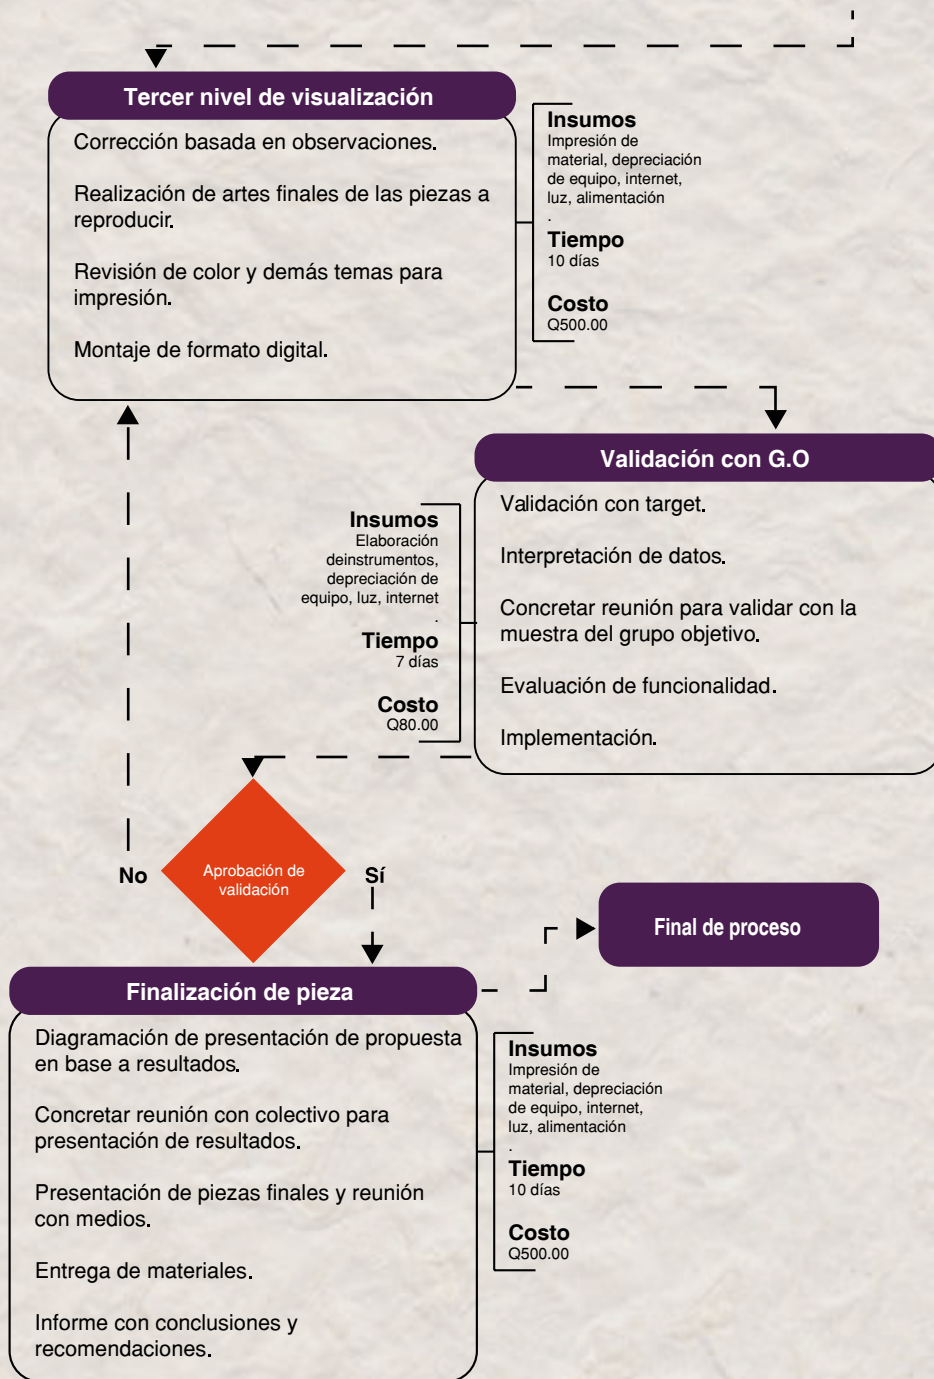 Tercer nivel de visualización
Corrección basada en observaciones.
Realización de artes finales de las piezas a
reproducir.
Revisión de color y demás temas para
impresión.
Montaje de formato digital.
Insumos
Impresión de
material, depreciación
de equipo, internet,
luz, alimentación
.
Tiempo
10 días
Costo
Q500.00
Validación con G.O
Validación con target.
Interpretación de datos.
Concretar reunión para validar con la
muestra del grupo objetivo.
Evaluación de funcionalidad.
Implementación.
Insumos
Elaboración
deinstrumentos,
depreciación de
equipo, luz, internet
.
Tiempo
7 días
Costo
Q80.00
No
Aprobación de
validación
Sí
Final de proceso
Finalización de pieza
Diagramación de presentación de propuesta
en base a resultados.
Concretar reunión con colectivo para
presentación de resultados.
Presentación de piezas finales y reunión
con medios.
Entrega de materiales.
Informe con conclusiones y
recomendaciones.
Insumos
Impresión de
material, depreciación
de equipo, internet,
luz, alimentación
.
Tiempo
10 días
Costo
Q500.00